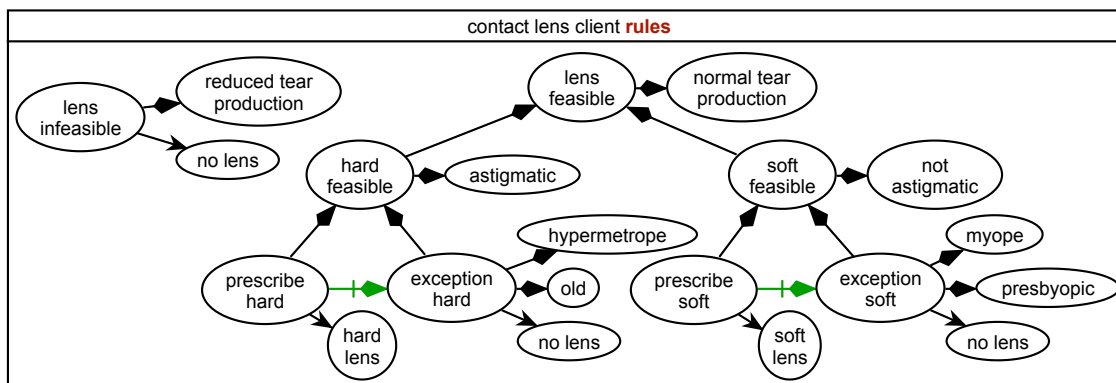 contact lens client rules
lens
infeasible
reduced tear
production
no lens
lens
feasible
normal tear
production
hard
feasible
astigmatic
soft
feasible
not
astigmatic
prescribe
hard
exception
hard
hypermetrope
old
no lens
hard
lens
prescribe
soft
exception
soft
myope
presbyopic
no lens
soft
lens